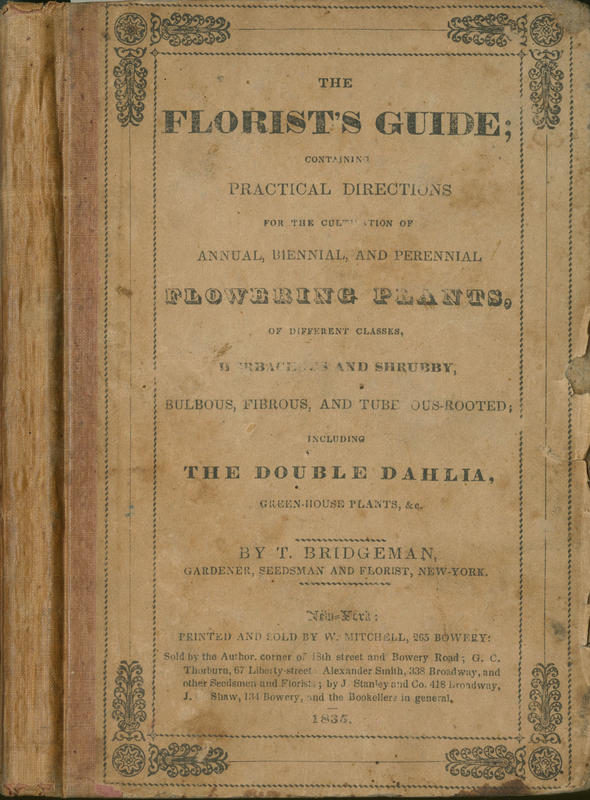 THE
FLORIST'S GUIDE;
CONTAINING
PRACTICAL DIRECTIONS
FOR THE CULTIVATION OF
ANNUAL, BIENNIAL, AND PERENNIAL
FLOWERING PLANTS,
OF DIFFERENT CLASSES,
HERBACEOUS AND SHRUBBY,
BULBOUS, FIBROUS, AND TUBEROUS-ROOTED;
INCLUDING
THE DOUBLE DAHLIA,
GREEN-HOUSE PLANTS, &c.
BY T. BRIDGEMAN,
GARDENER, SEEDSMAN AND FLORIST, NEW-YORK.
New-York:
PRINTED AND SOLD BY W. MITCHELL, 265 BOWERY:
Sold by the Author, corner of 18th street and Bowery Road; G. C.
Thorburn, 67 Liberty-street; Alexander Smith, 338 Broadway, and
other Seedsmen and Florists; by J. Stanley and Co. 418 Broadway,
J. Shaw, 134 Bowery, and the Booksellers in general.
1835.